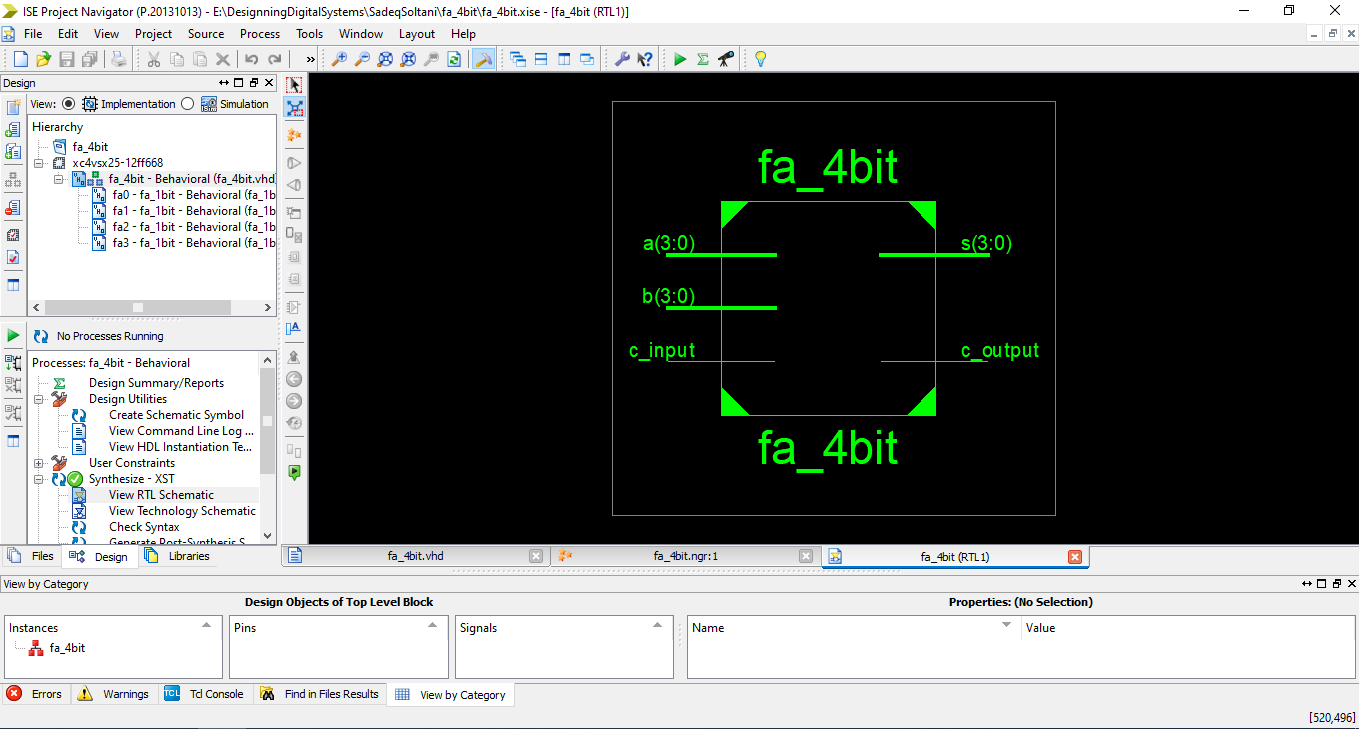 ISE Project Navigator (P.20131013) - E:\DesignningDigitalSystems\SadeqSoltani\fa_4bit\fa_4bit.xise - [fa_4bit (RTL1)]
File Edit View Project Source Process Tools Window Layout Help
»
Design
View: Implementation Simulation
Hierarchy
fa_4bit
xc4vsx25-12ff668
fa_4bit - Behavioral (fa_4bit.vhd
fa0 - fa_1bit - Behavioral (fa_1b
fa1 - fa_1bit - Behavioral (fa_1b
fa2 - fa_1bit - Behavioral (fa_1b
fa3 - fa_1bit - Behavioral (fa_1b
No Processes Running
Processes: fa_4bit - Behavioral
Design Summary/Reports
Design Utilities
Create Schematic Symbol
View Command Line Log ...
View HDL Instantiation Te...
User Constraints
Synthesize - XST
View RTL Schematic
View Technology Schematic
Check Syntax
Generate Post-Synthesis S
Files Design Libraries
fa_4bit
a(3:0) s(3:0)
b(3:0)
c_input c_output
fa_4bit
fa_4bit.vhd fa_4bit.ngr:1 fa_4bit (RTL1)
View by Category
Design Objects of Top Level Block Properties: (No Selection)
Instances Pins Signals Name Value
fa_4bit
Errors Warnings TCL Tcl Console Find in Files Results View by Category
[520,496]